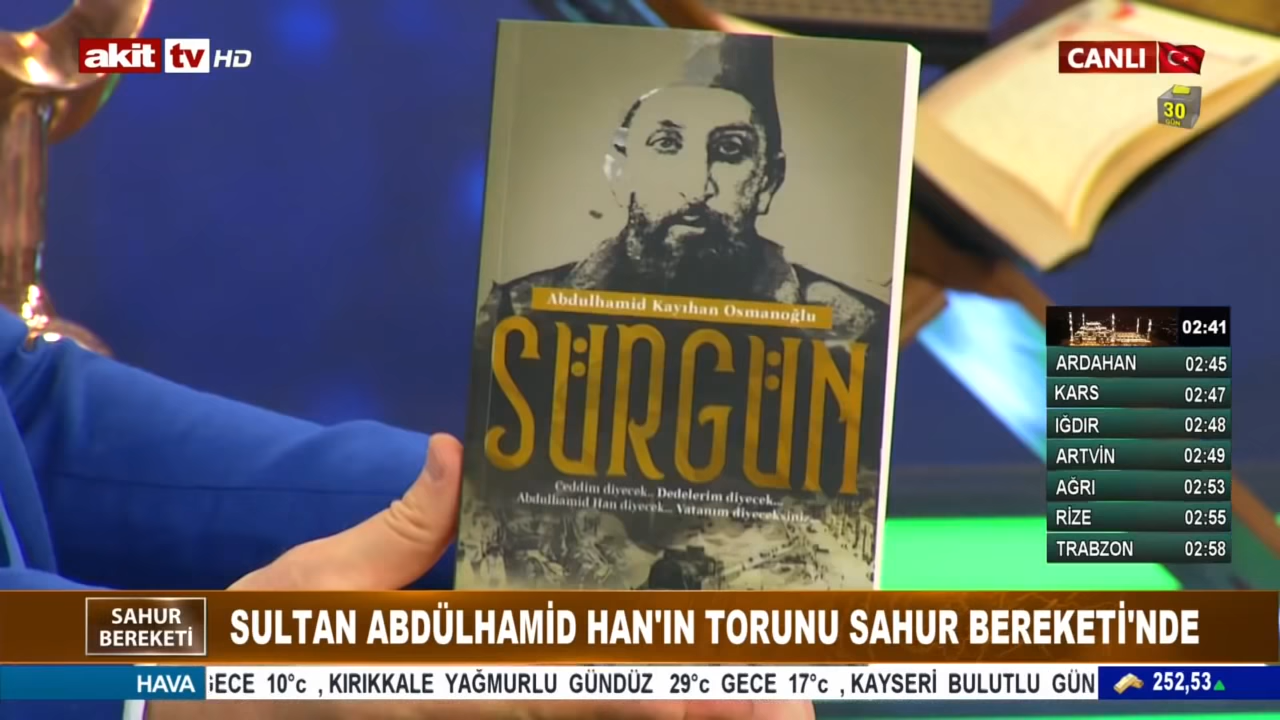 akit tv HD
CANLI
30
GÜN
Abdulhamid Kayıhan Osmanoğlu
SÜRGÜN
Ceddim diyecek.. Dedelerim diyecek...
Abdulhamid Han diyecek... Vatanım diyeceksiniz...
02:41
ARDAHAN 02:45
KARS 02:47
IĞDIR 02:48
ARTVİN 02:49
AĞRI 02:53
RİZE 02:55
TRABZON 02:58
SAHUR
BEREKETİ
SULTAN ABDÜLHAMİD HAN'IN TORUNU SAHUR BEREKETİ'NDE
HAVA GECE 10°c , KIRIKKALE YAĞMURLU GÜNDÜZ 29°c GECE 17°c , KAYSERİ BULUTLU GÜN 252,53